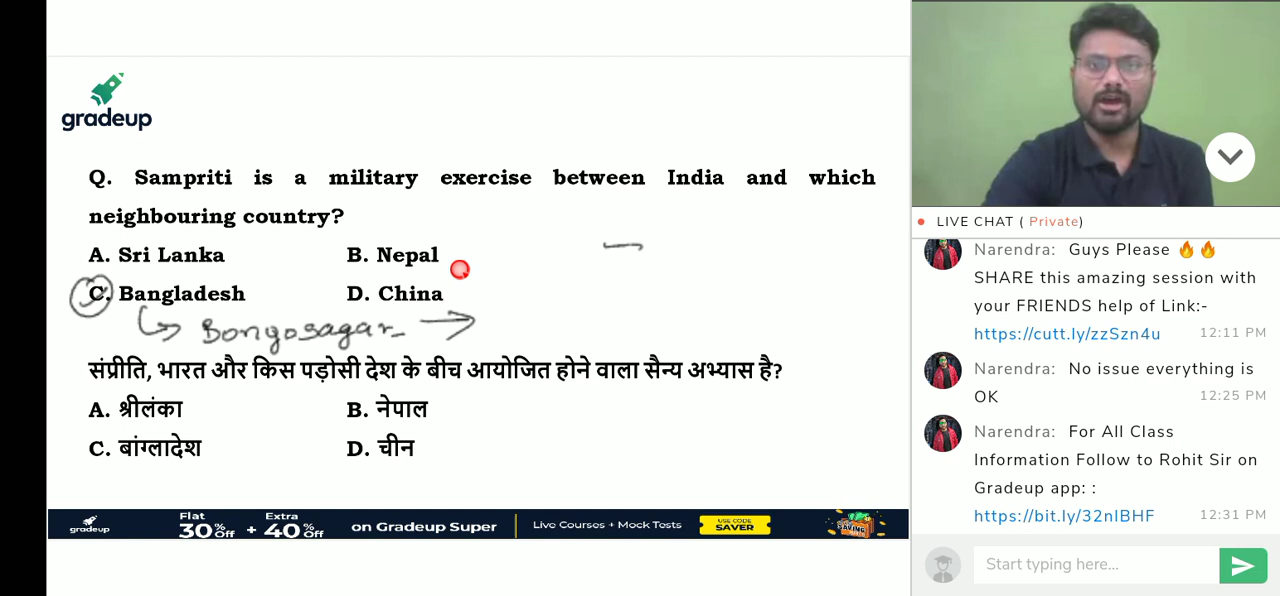 gradeup
Q. Sampriti is a military exercise between India and which
neighbouring country?
A. Sri Lanka B. Nepal
C. Bangladesh D. China
Bongosagar
संप्रीति, भारत और किस पड़ोसी देश के बीच आयोजित होने वाला सैन्य अभ्यास है?
A. श्रीलंका B. नेपाल
C. बांग्लादेश D. चीन
gradeup Flat 30% Off + Extra 40% Off on Gradeup Super Live Courses + Mock Tests USE CODE SAVER SAVING
LIVE CHAT ( Private)
Narendra: Guys Please 🔥🔥
SHARE this amazing session with
your FRIENDS help of Link:-
https://cutt.ly/zzSzn4u 12:11 PM
Narendra: No issue everything is
OK 12:25 PM
Narendra: For All Class
Information Follow to Rohit Sir on
Gradeup app: :
https://bit.ly/32nIBHF 12:31 PM
Start typing here...